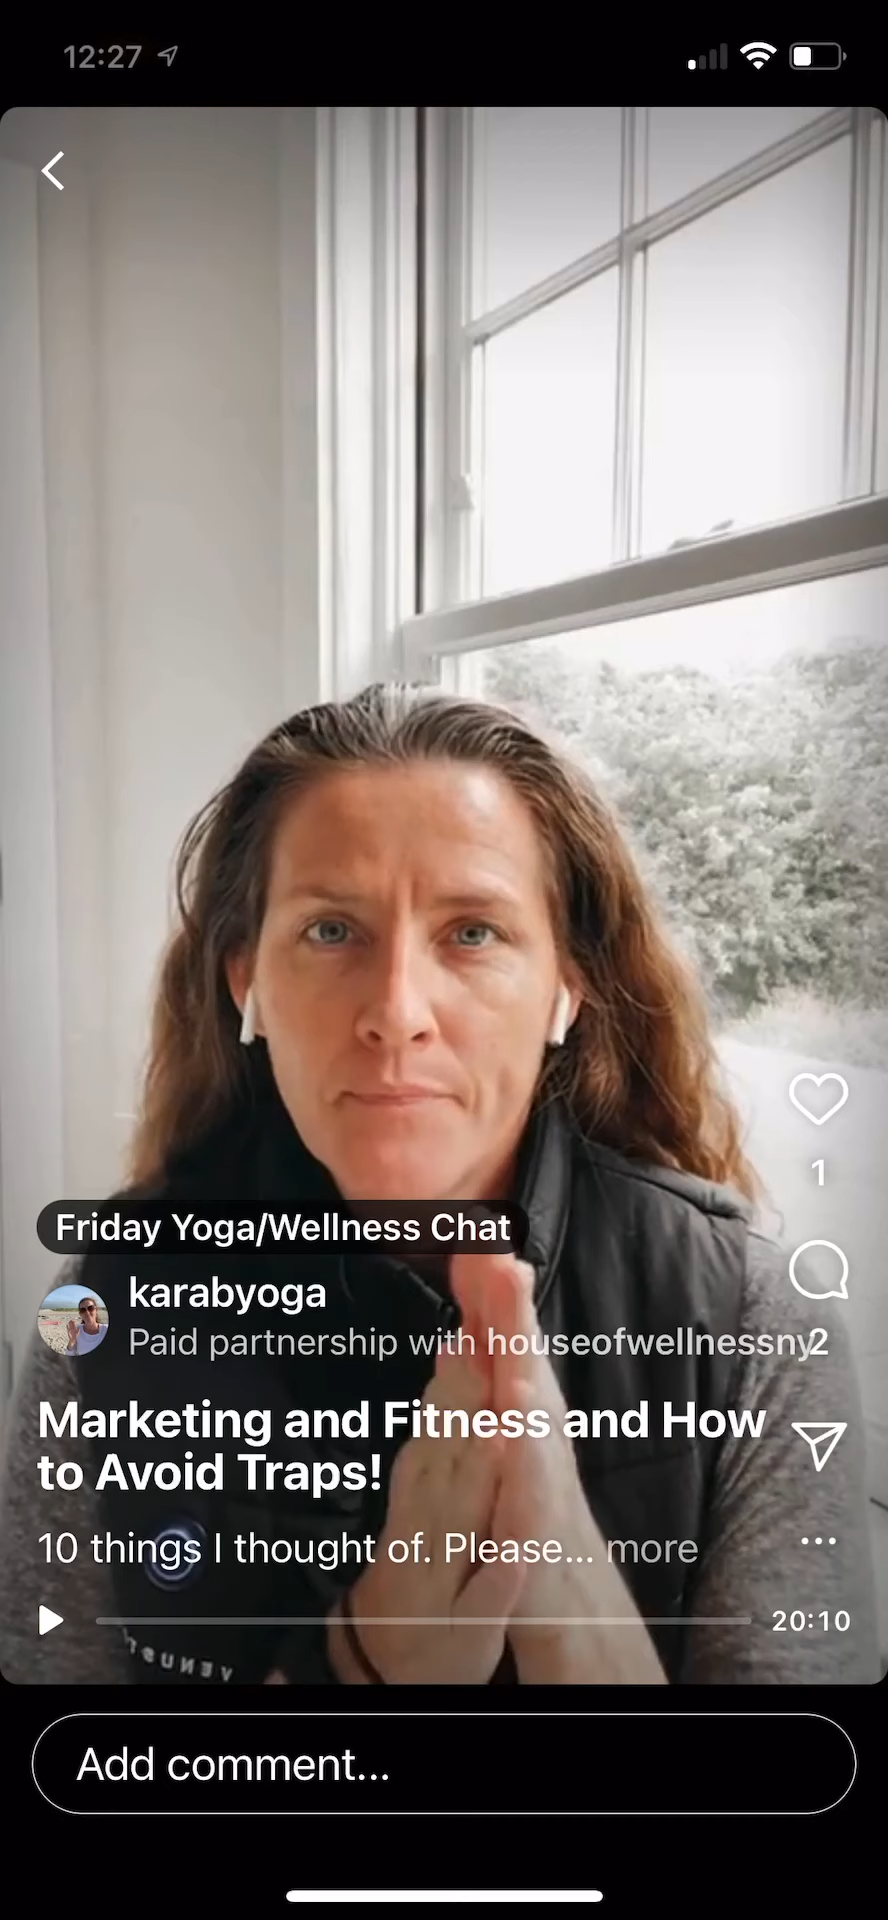 12:27
Friday Yoga/Wellness Chat
karabyoga
Paid partnership with houseofwellnessny
1
2
Marketing and Fitness and How
to Avoid Traps!
10 things I thought of. Please... more
20:10
Add comment...